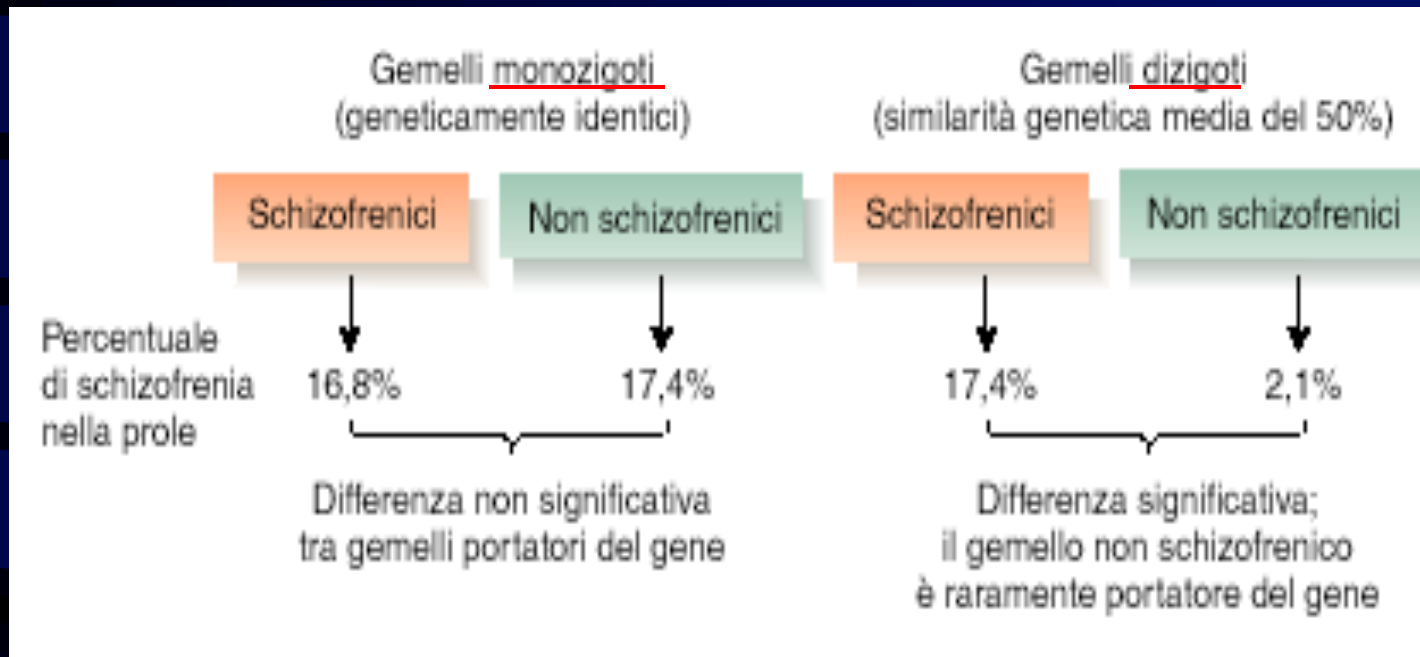 Gemelli monozigoti
(geneticamente identici)
Gemelli dizigoti
(similarità genetica media del 50%)
Schizofrenici
Non schizofrenici
Schizofrenici
Non schizofrenici
Percentuale
di schizofrenia
nella prole
16,8%
17,4%
17,4%
2,1%
Differenza non significativa
tra gemelli portatori del gene
Differenza significativa;
il gemello non schizofrenico
è raramente portatore del gene